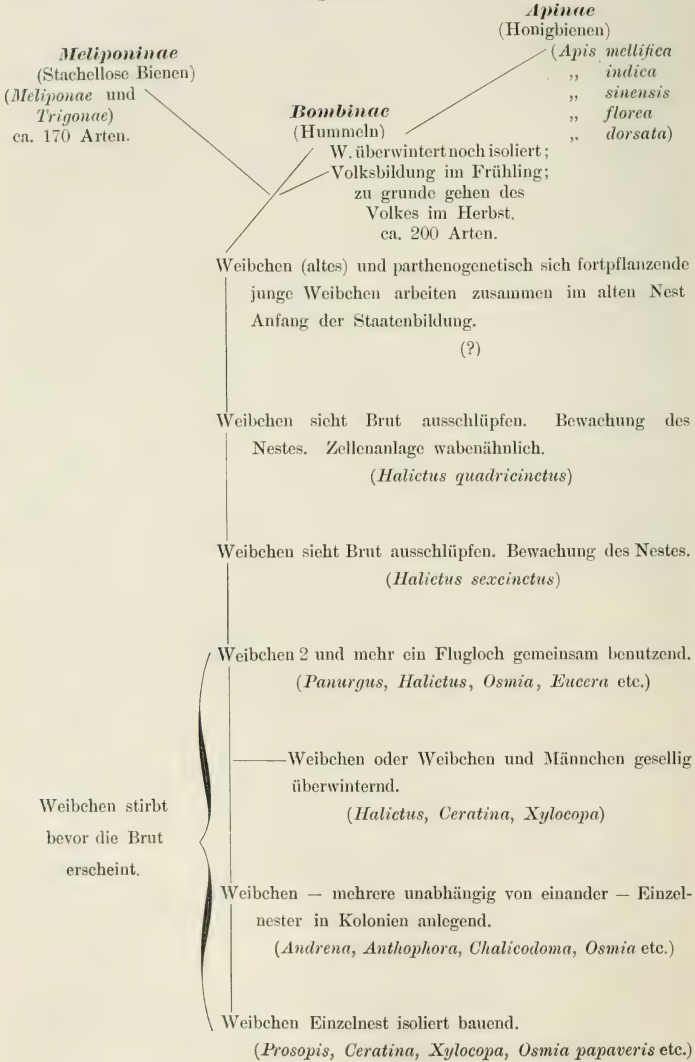 Apinae
(Honigbienen)
(Apis mellifica
„ indica
„ sinensis
„ florea
„ dorsata)
Meliponinae
(Stachellose Bienen)
(Meliponae und
Trigonae)
ca. 170 Arten.
Bombinae
(Hummeln)
W. überwintert noch isoliert;
Volksbildung im Frühling;
zu grunde gehen des
Volkes im Herbst.
ca. 200 Arten.
Weibchen (altes) und parthenogenetisch sich fortpflanzende
junge Weibchen arbeiten zusammen im alten Nest
Anfang der Staatenbildung.
(?)
Weibchen sieht Brut ausschlüpfen. Bewachung des
Nestes. Zellenanlage wabenähnlich.
(Halictus quadricinctus)
Weibchen sieht Brut ausschlüpfen. Bewachung des Nestes.
(Halictus sexcinctus)
Weibchen 2 und mehr ein Flugloch gemeinsam benutzend.
(Panurgus, Halictus, Osmia, Eucera etc.)
Weibchen oder Weibchen und Männchen gesellig
überwinternd.
(Halictus, Ceratina, Xylocopa)
Weibchen stirbt
bevor die Brut
erscheint.
Weibchen — mehrere unabhängig von einander — Einzel-
nester in Kolonien anlegend.
(Andrena, Anthophora, Chalicodoma, Osmia etc.)
Weibchen Einzelnest isoliert bauend.
(Prosopis, Ceratina, Xylocopa, Osmia papaveris etc.)